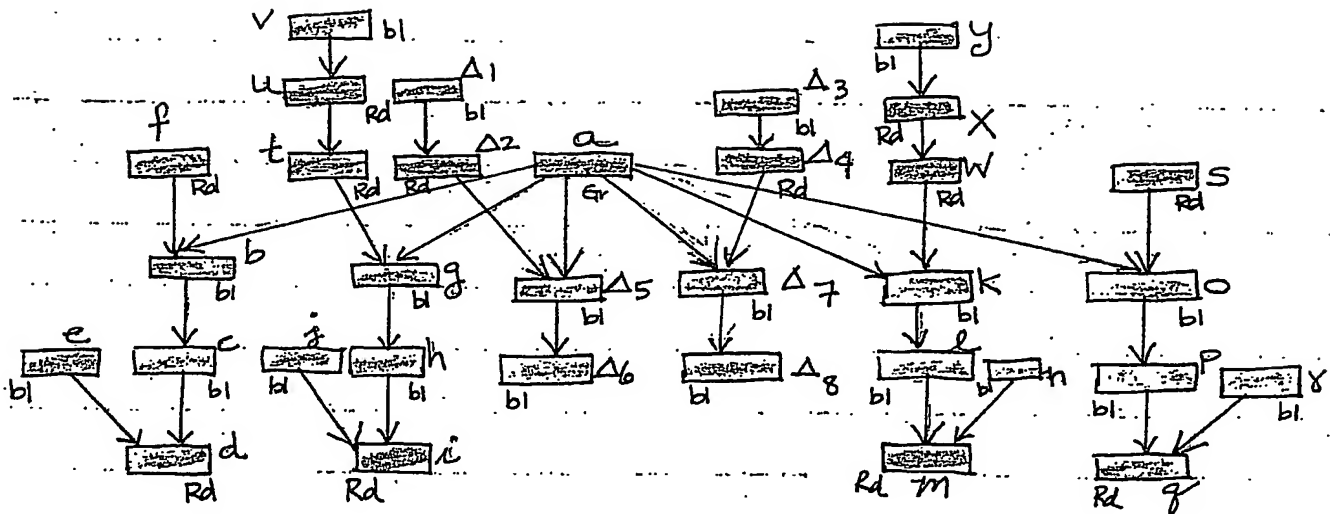 v bl y
bl
u Rd Δ1 bl Δ3 bl Rd X
f Rd t Rd Δ2 Rd a Gr Δ4 Rd W Rd S Rd
b bl g bl Δ5 bl Δ7 bl k bl o bl
e bl c bl j bl h bl Δ6 bl Δ8 bl l bl n bl p bl r bl
d Rd i Rd Rd m Rd q